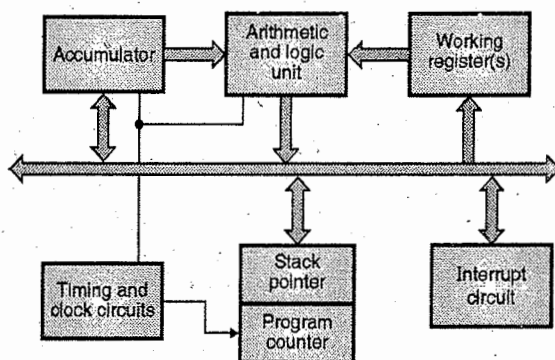 Accumulator
Arithmetic
and logic
unit
Working
register(s)
Timing and
clock circuits
Stack
pointer
Program
counter
Interrupt
circuit